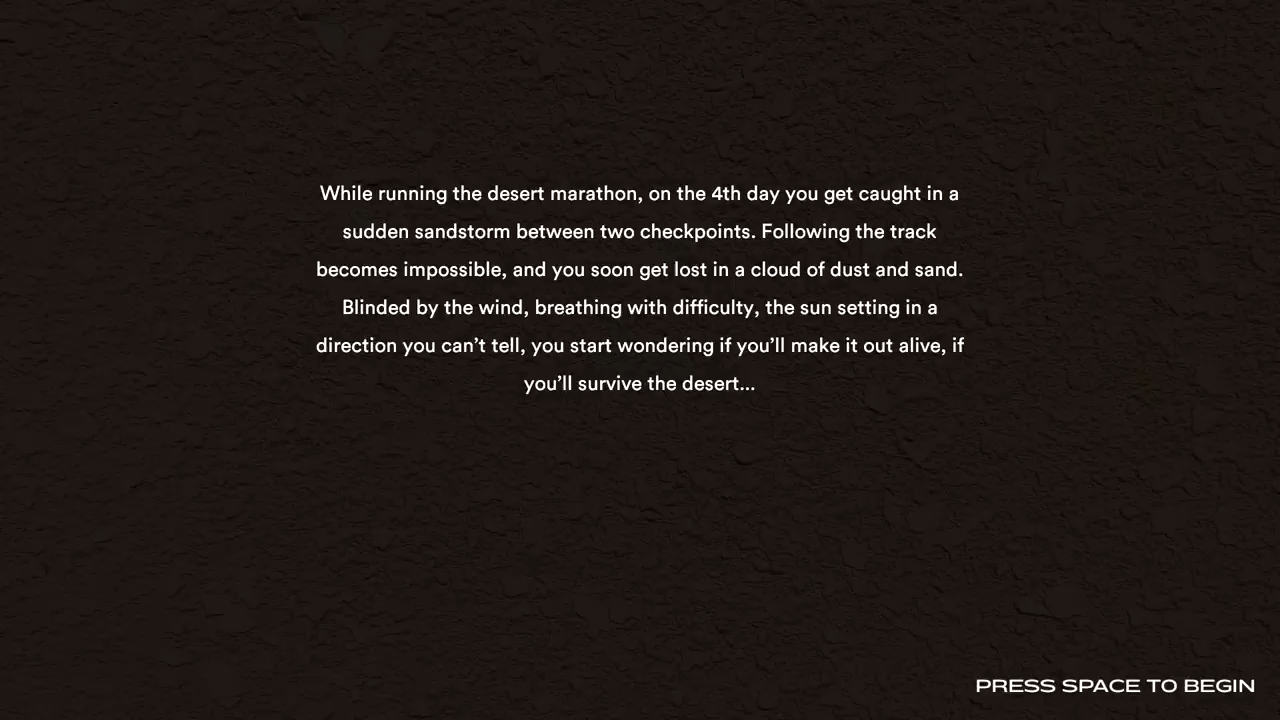 While running the desert marathon, on the 4th day you get caught in a
sudden sandstorm between two checkpoints. Following the track
becomes impossible, and you soon get lost in a cloud of dust and sand.
Blinded by the wind, breathing with difficulty, the sun setting in a
direction you can’t tell, you start wondering if you’ll make it out alive, if
you’ll survive the desert...
PRESS SPACE TO BEGIN